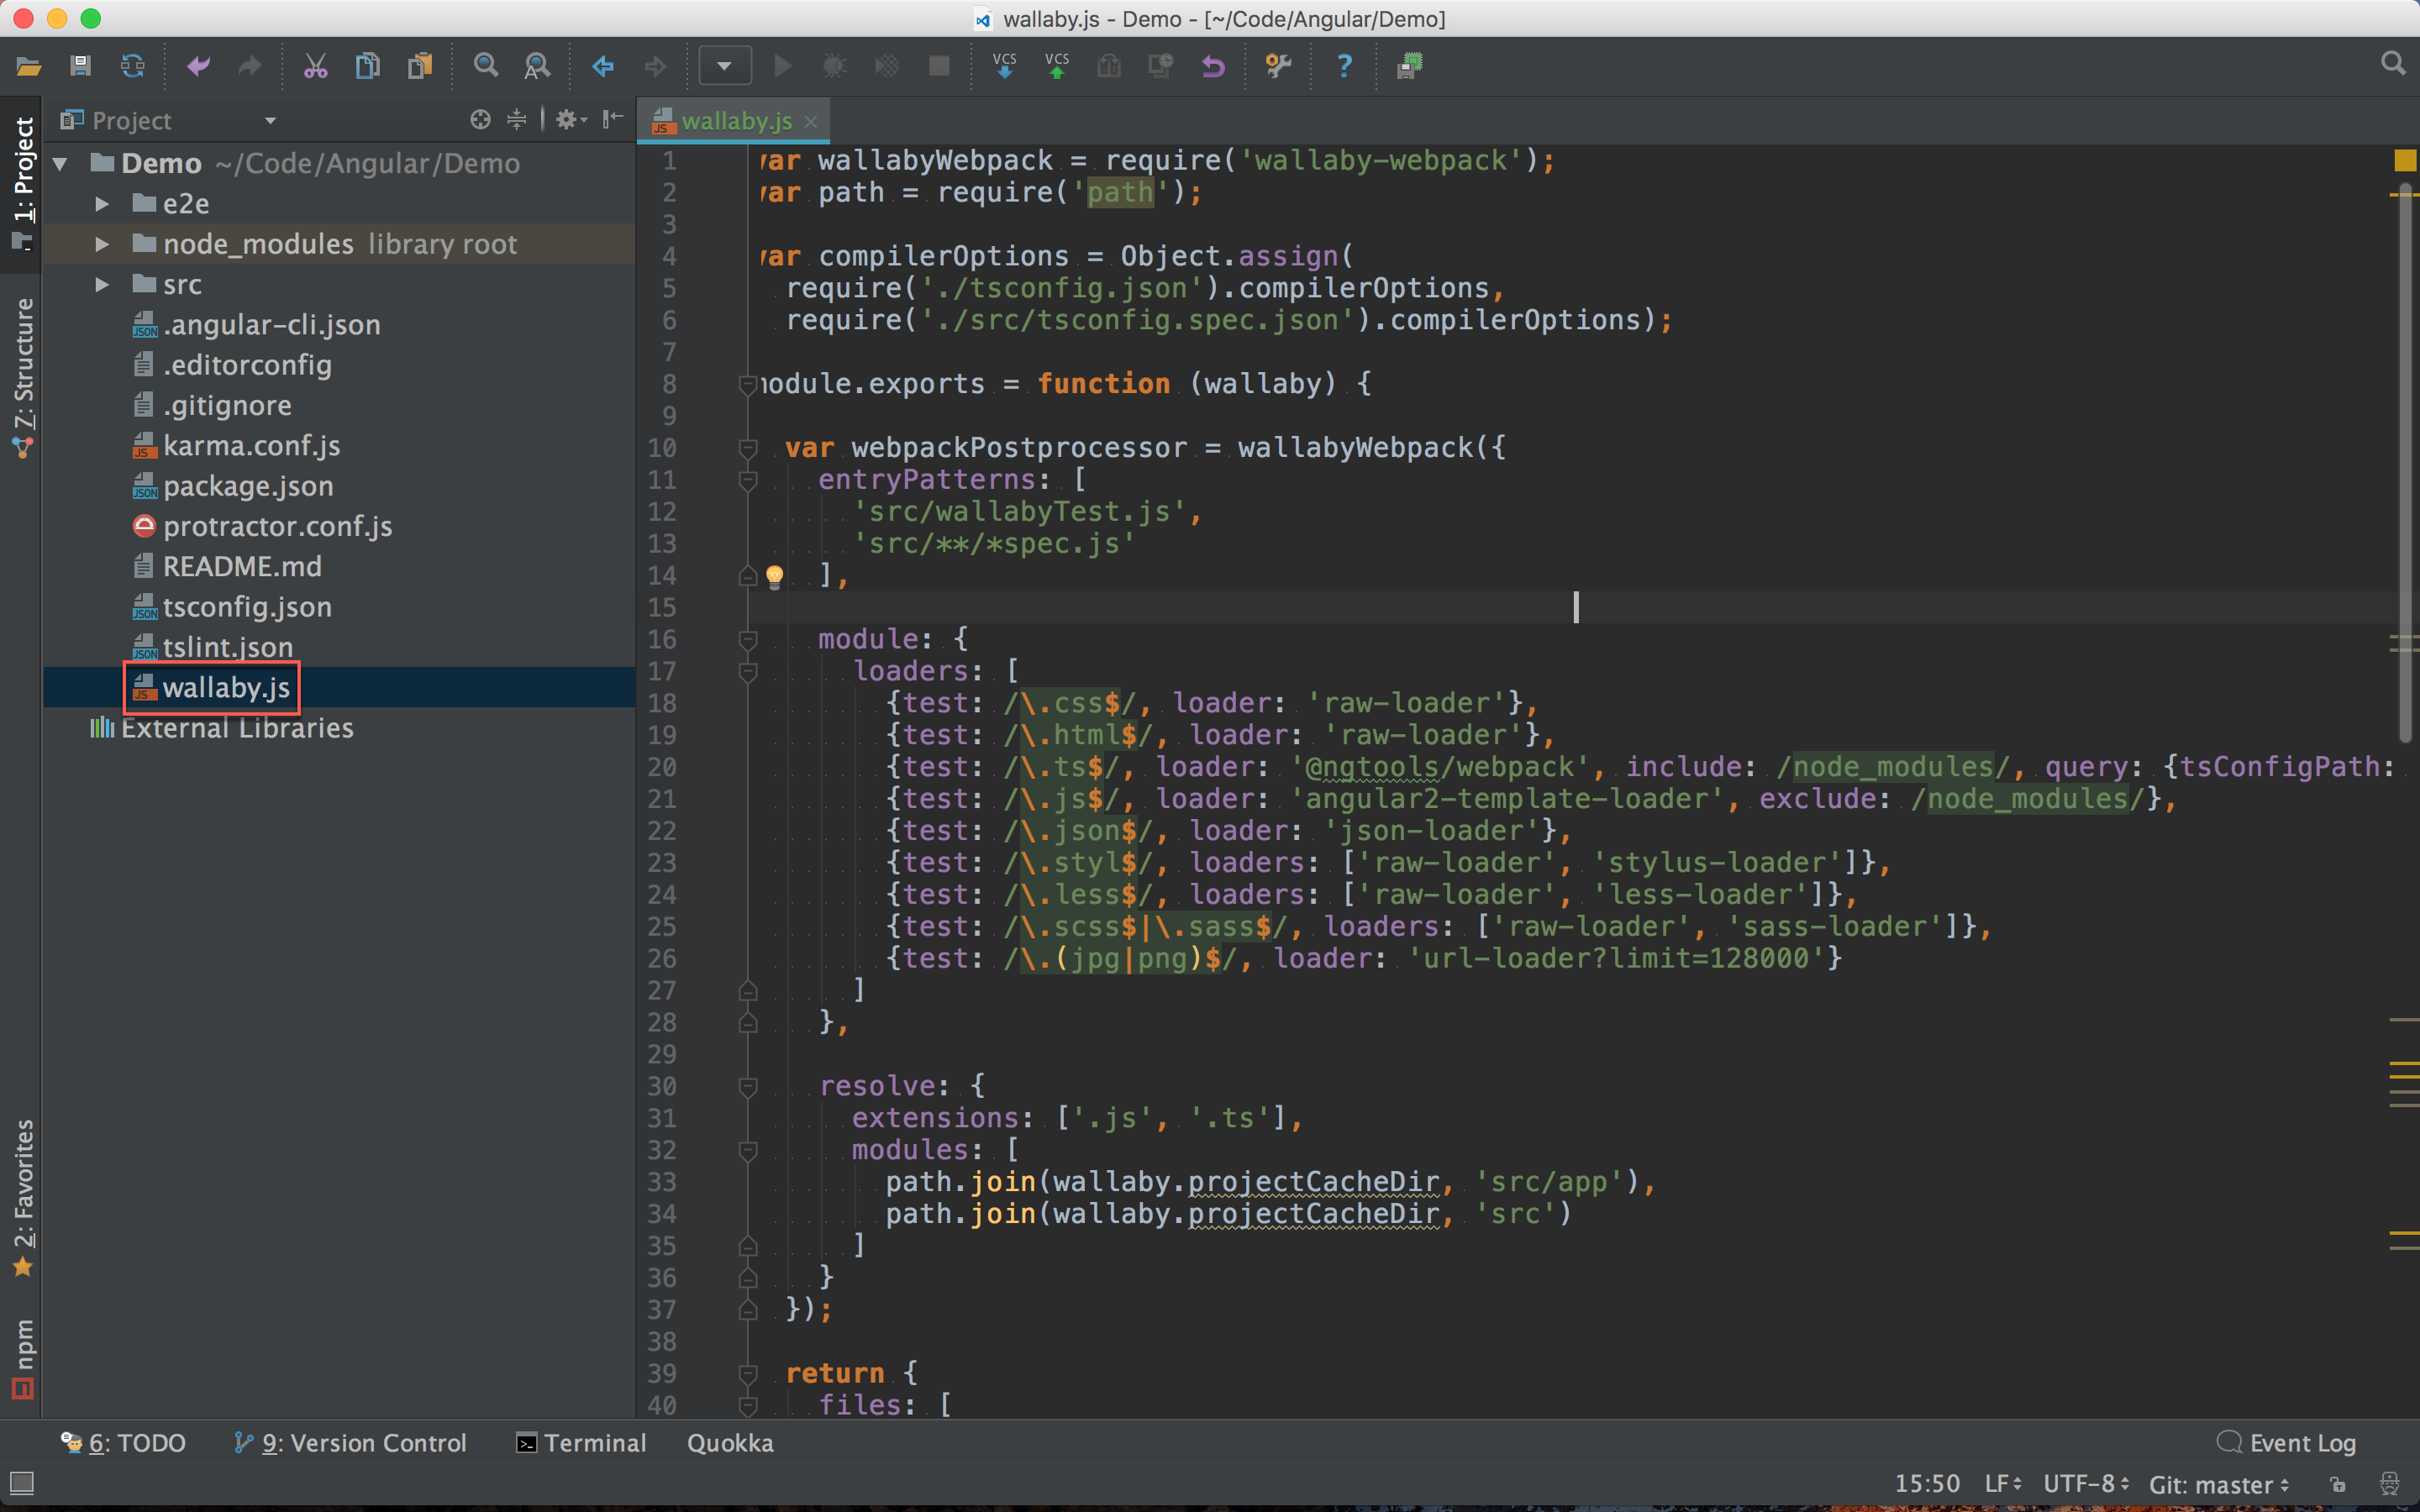 wallaby.js - Demo - [~/Code/Angular/Demo]
VCS
VCS
Project
wallaby.js
1: Project
7: Structure
2: Favorites
npm
Demo ~/Code/Angular/Demo
e2e
node_modules library root
src
.angular-cli.json
.editorconfig
.gitignore
karma.conf.js
package.json
protractor.conf.js
README.md
tsconfig.json
tslint.json
wallaby.js
External Libraries
1 var wallabyWebpack = require('wallaby-webpack');
2 var path = require('path');
3
4 var compilerOptions = Object.assign(
5 require('./tsconfig.json').compilerOptions,
6 require('./src/tsconfig.spec.json').compilerOptions);
7
8 module.exports = function (wallaby) {
9
10 var webpackPostprocessor = wallabyWebpack({
11 entryPatterns: [
12 'src/wallabyTest.js',
13 'src/**/*spec.js'
14 ],
15
16 module: {
17 loaders: [
18 {test: /\.css$/, loader: 'raw-loader'},
19 {test: /\.html$/, loader: 'raw-loader'},
20 {test: /\.ts$/, loader: '@ngtools/webpack', include: /node_modules/, query: {tsConfigPath:
21 {test: /\.js$/, loader: 'angular2-template-loader', exclude: /node_modules/},
22 {test: /\.json$/, loader: 'json-loader'},
23 {test: /\.styl$/, loaders: ['raw-loader', 'stylus-loader']},
24 {test: /\.less$/, loaders: ['raw-loader', 'less-loader']},
25 {test: /\.scss$|\.sass$/, loaders: ['raw-loader', 'sass-loader']},
26 {test: /\.(jpg|png)$/, loader: 'url-loader?limit=128000'}
27 ]
28 },
29
30 resolve: {
31 extensions: ['.js', '.ts'],
32 modules: [
33 path.join(wallaby.projectCacheDir, 'src/app'),
34 path.join(wallaby.projectCacheDir, 'src')
35 ]
36 }
37 });
38
39 return {
40 files: [
6: TODO
9: Version Control
Terminal
Quokka
Event Log
15:50 LF UTF-8 Git: master